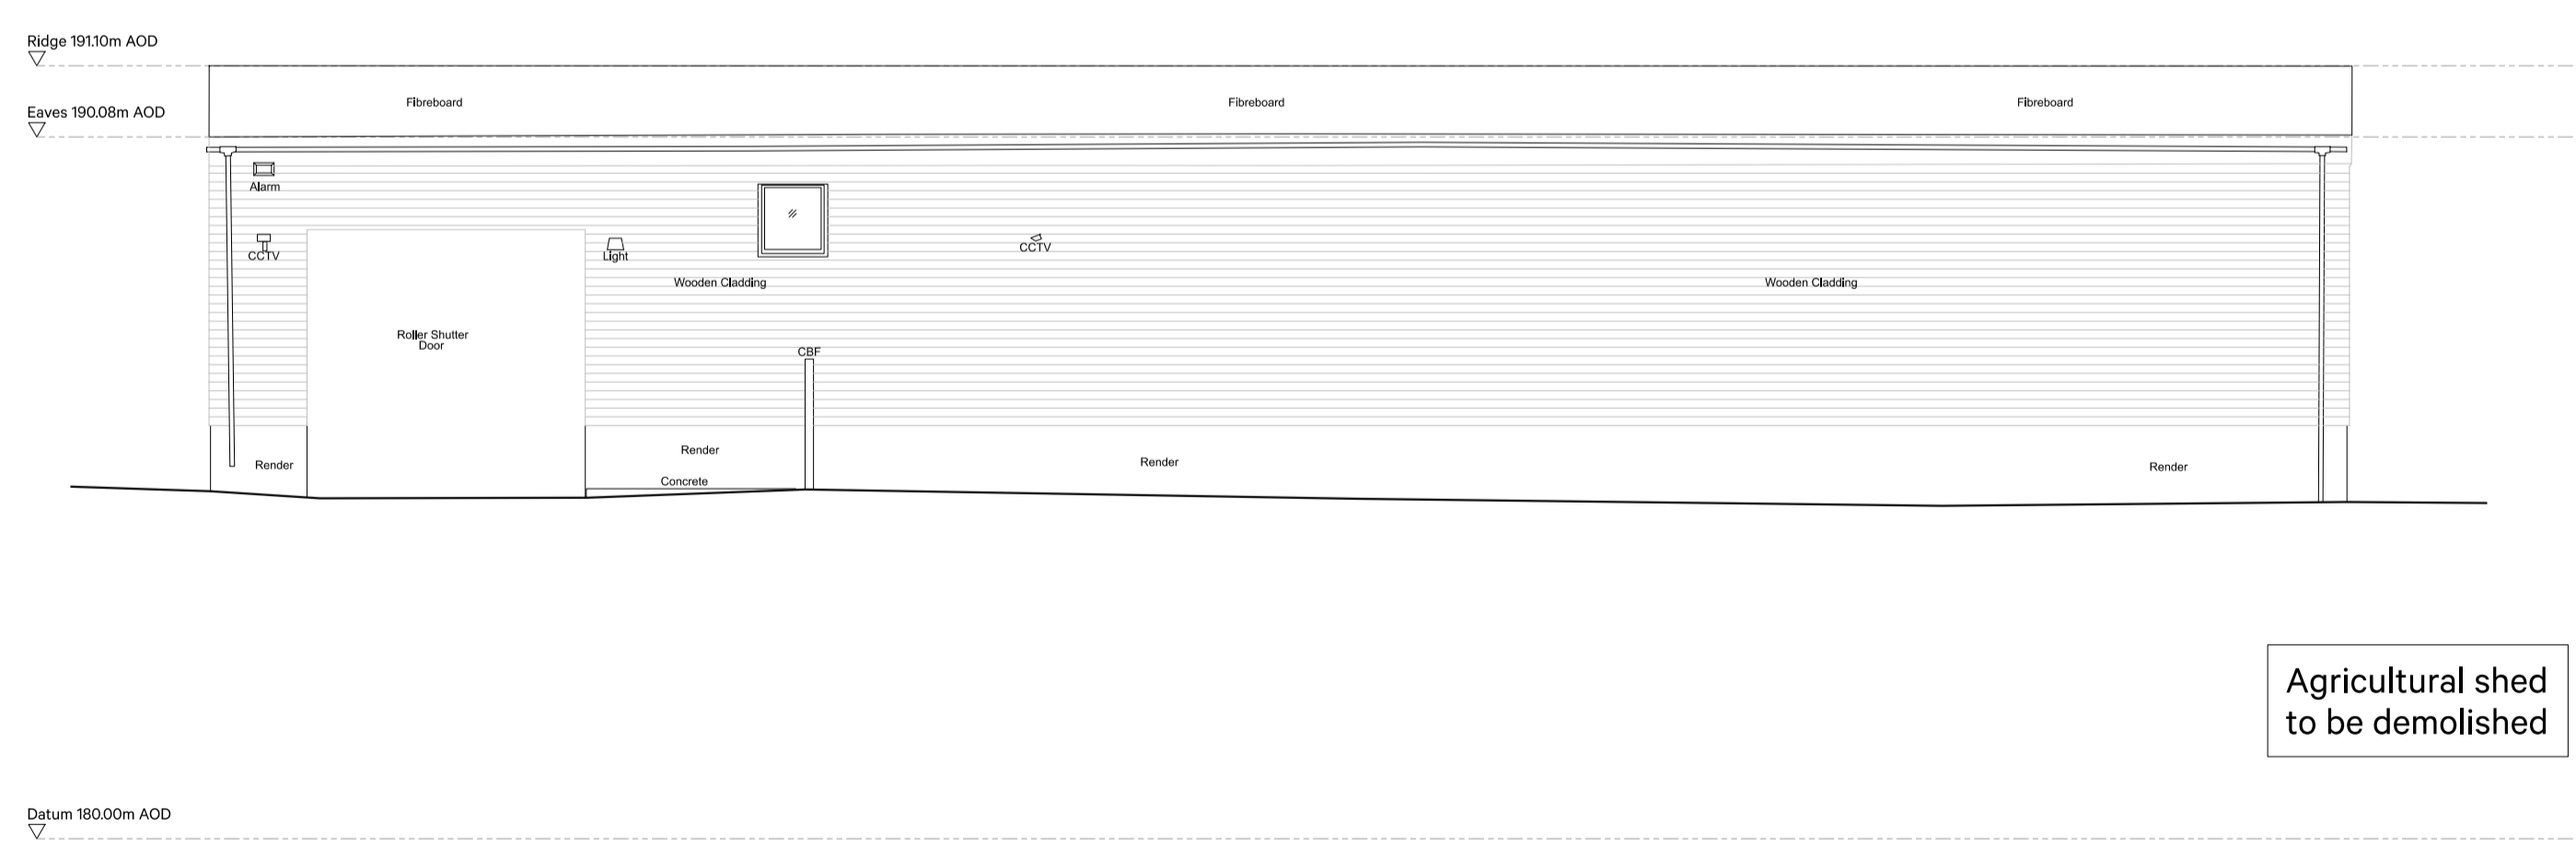 Ridge 191.10m AOD
Fibreboard
Fibreboard
Fibreboard
Eaves 190.08m AOD
Alarm
CCTV
Light
CCTV
Wooden Cladding
Wooden Cladding
Roller Shutter
Door
CBF
Render
Render
Render
Render
Concrete
Agricultural shed
to be demolished
Datum 180.00m AOD